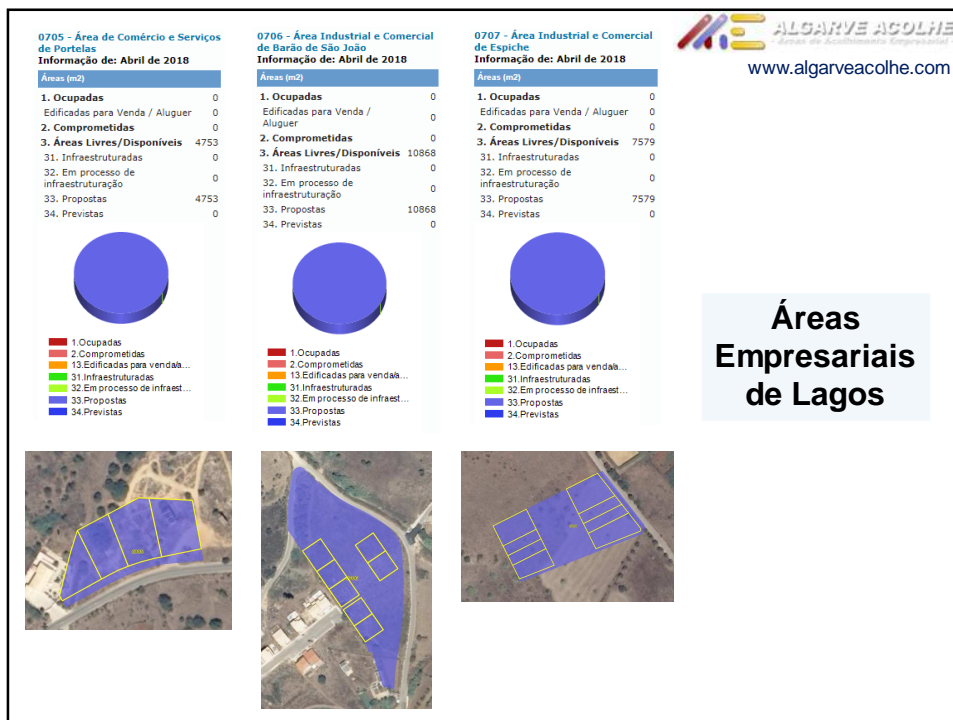 0705 - Área de Comércio e Serviços
de Portelas
Informação de: Abril de 2018
Áreas (m2)
1. Ocupadas 0
Edificadas para Venda / Aluguer 0
2. Comprometidas 0
3. Áreas Livres/Disponíveis 4753
31. Infraestruturadas 0
32. Em processo de
infraestruturação 0
33. Propostas 4753
34. Previstas 0
1.Ocupadas
2.Comprometidas
13.Edificadas para venda/a...
31.Infraestruturadas
32.Em processo de infraest...
33.Propostas
34.Previstas
0706 - Área Industrial e Comercial
de Barão de São João
Informação de: Abril de 2018
Áreas (m2)
1. Ocupadas 0
Edificadas para Venda /
Aluguer 0
2. Comprometidas 0
3. Áreas Livres/Disponíveis 10868
31. Infraestruturadas 0
32. Em processo de
infraestruturação 0
33. Propostas 10868
34. Previstas 0
1.Ocupadas
2.Comprometidas
13.Edificadas para venda/a...
31.Infraestruturadas
32.Em processo de infraest...
33.Propostas
34.Previstas
0707 - Área Industrial e Comercial
de Espiche
Informação de: Abril de 2018
Áreas (m2)
1. Ocupadas 0
Edificadas para Venda / Aluguer 0
2. Comprometidas 0
3. Áreas Livres/Disponíveis 7579
31. Infraestruturadas 0
32. Em processo de
infraestruturação 0
33. Propostas 7579
34. Previstas 0
1.Ocupadas
2.Comprometidas
13.Edificadas para venda/a...
31.Infraestruturadas
32.Em processo de infraest...
33.Propostas
34.Previstas
ALGARVE ACOLHE
Áreas de Acolhimento Empresarial
www.algarveacolhe.com
Áreas
Empresariais
de Lagos